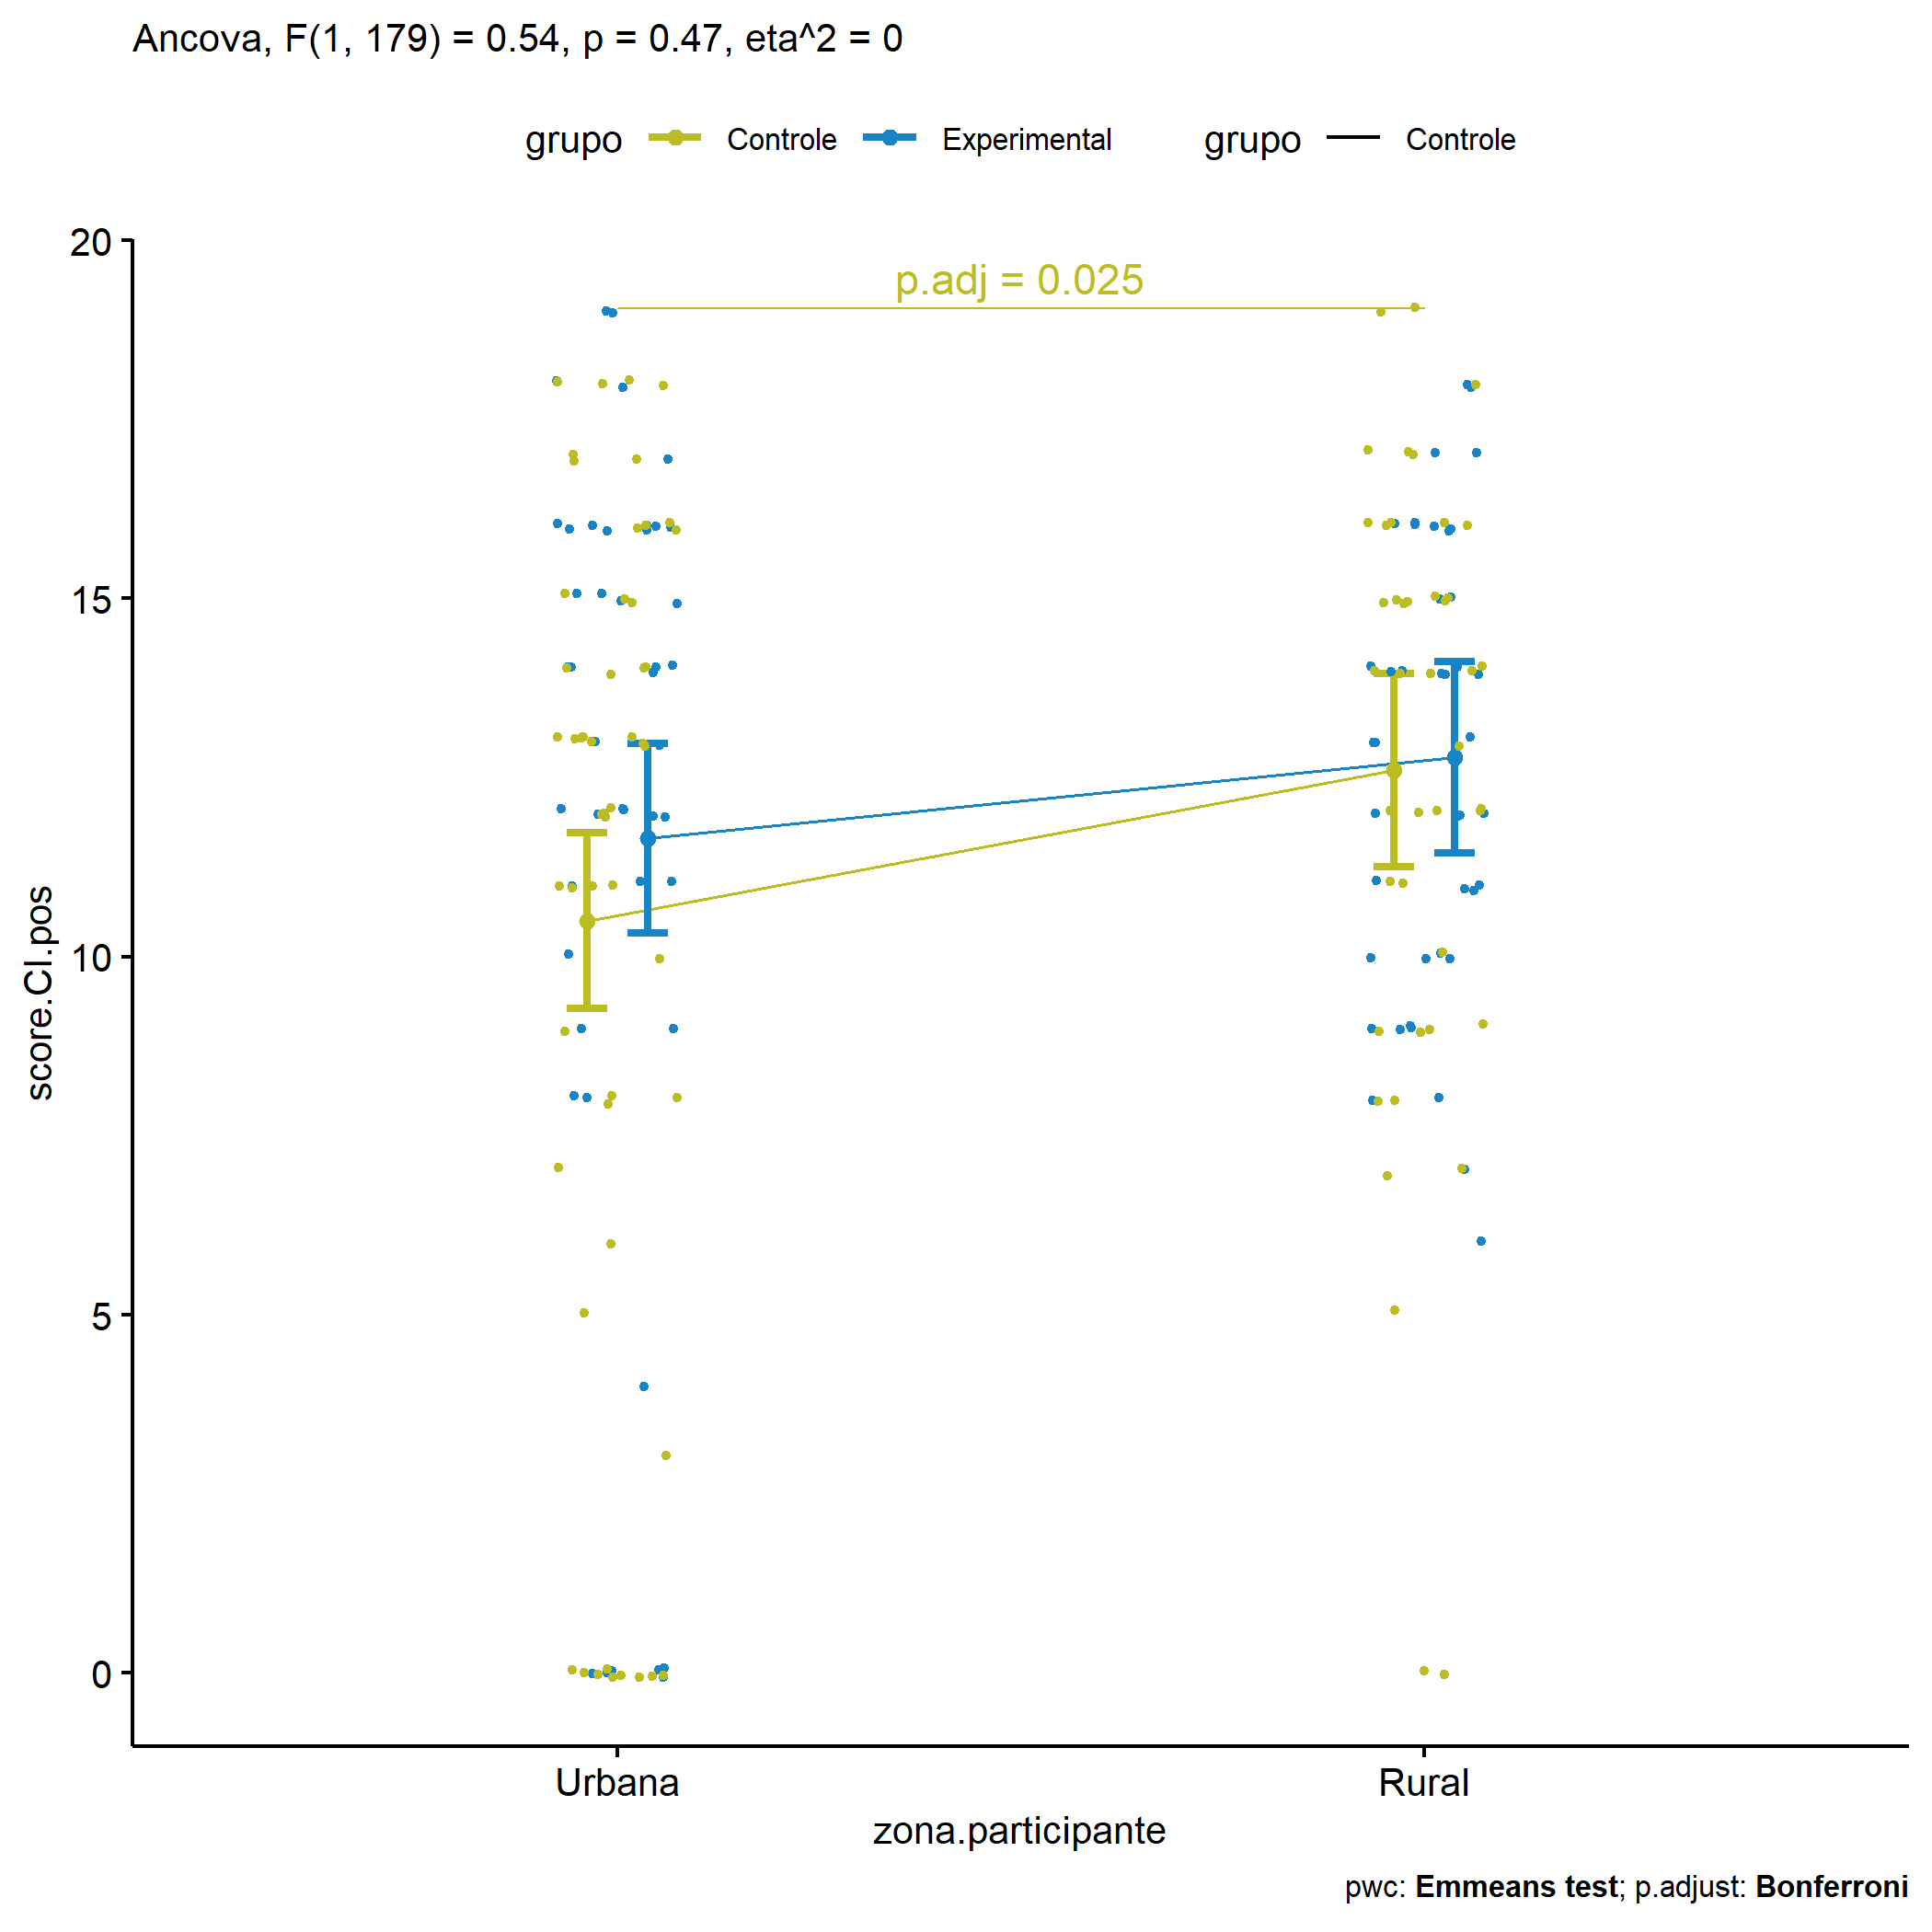 Ancova, F(1, 179) = 0.54, p = 0.47, eta^2 = 0
grupo Controle Experimental grupo Controle
20
p.adj = 0.025
15
10
5
0
score.CI.pos
Urbana Rural
zona.participante
pwc: Emmeans test; p.adjust: Bonferroni